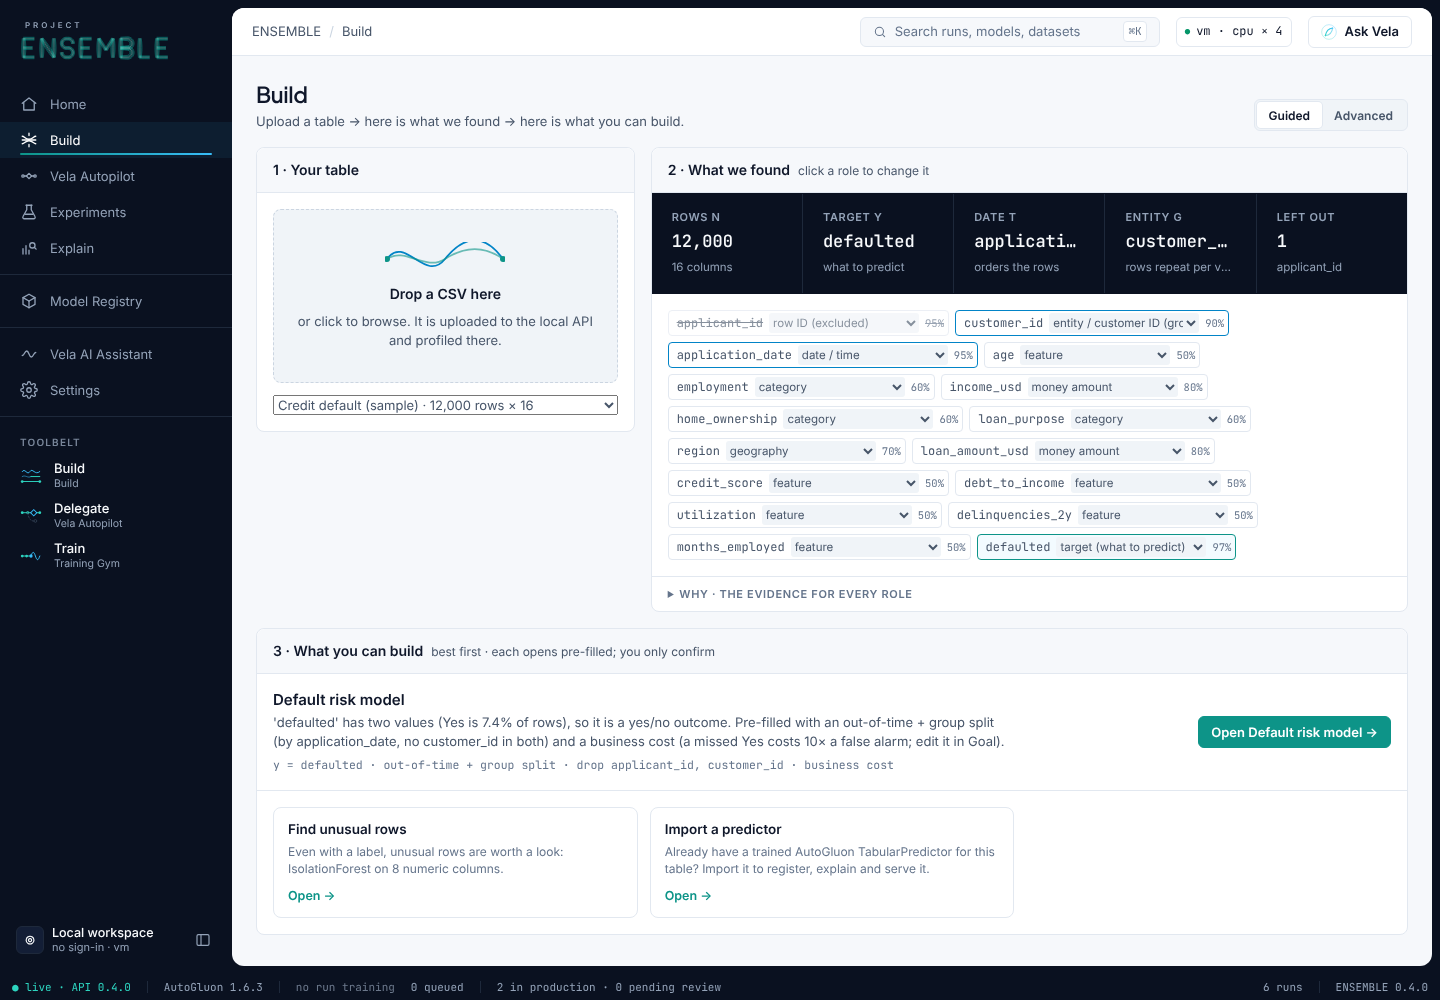 PROJECT
ENSEMBLE
Home
Build
Vela Autopilot
Experiments
Explain
Model Registry
Vela AI Assistant
Settings
TOOLBELT
Build
Build
Delegate
Vela Autopilot
Train
Training Gym
Local workspace
no sign-in · vm
ENSEMBLE / Build
Search runs, models, datasets ⌘K
vm · cpu × 4
Ask Vela
Build
Upload a table → here is what we found → here is what you can build.
Guided Advanced
1 · Your table
Drop a CSV here
or click to browse. It is uploaded to the local API
and profiled there.
Credit default (sample) · 12,000 rows × 16
2 · What we found click a role to change it
ROWS N
12,000
16 columns
TARGET Y
defaulted
what to predict
DATE T
applicati…
orders the rows
ENTITY G
customer_…
rows repeat per v…
LEFT OUT
1
applicant_id
applicant_id row ID (excluded) 95% customer_id entity / customer ID (grc 90%
application_date date / time 95% age feature 50%
employment category 60% income_usd money amount 80%
home_ownership category 60% loan_purpose category 60%
region geography 70% loan_amount_usd money amount 80%
credit_score feature 50% debt_to_income feature 50%
utilization feature 50% delinquencies_2y feature 50%
months_employed feature 50% defaulted target (what to predict) 97%
▶ WHY · THE EVIDENCE FOR EVERY ROLE
3 · What you can build best first · each opens pre-filled; you only confirm
Default risk model
'defaulted' has two values (Yes is 7.4% of rows), so it is a yes/no outcome. Pre-filled with an out-of-time + group split
(by application_date, no customer_id in both) and a business cost (a missed Yes costs 10× a false alarm; edit it in Goal).
y = defaulted · out-of-time + group split · drop applicant_id, customer_id · business cost
Open Default risk model →
Find unusual rows
Even with a label, unusual rows are worth a look:
IsolationForest on 8 numeric columns.
Open →
Import a predictor
Already have a trained AutoGluon TabularPredictor for this
table? Import it to register, explain and serve it.
Open →
live · API 0.4.0 AutoGluon 1.6.3 no run training 0 queued 2 in production · 0 pending review 6 runs ENSEMBLE 0.4.0